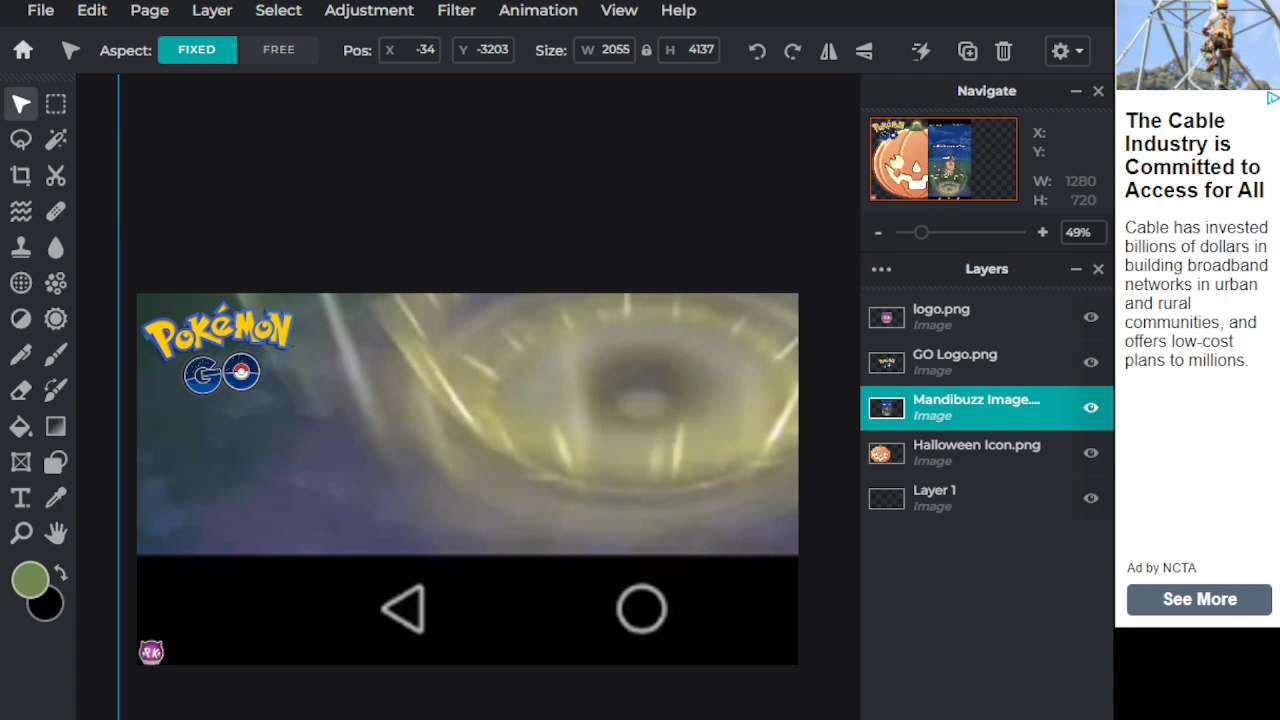 File Edit Page Layer Select Adjustment Filter Animation View Help
Aspect: FIXED FREE Pos: X -34 Y -3203 Size: W 2055 H 4137
Navigate
X:
Y:
W: 1280
H: 720
- + 49%
Layers
logo.png
Image
GO Logo.png
Image
Mandibuzz Image....
Image
Halloween Icon.png
Image
Layer 1
Image
POKéMON
GO
PK
T
The Cable
Industry is
Committed to
Access for All
Cable has invested
billions of dollars in
building broadband
networks in urban
and rural
communities, and
offers low-cost
plans to millions.
Ad by NCTA
See More